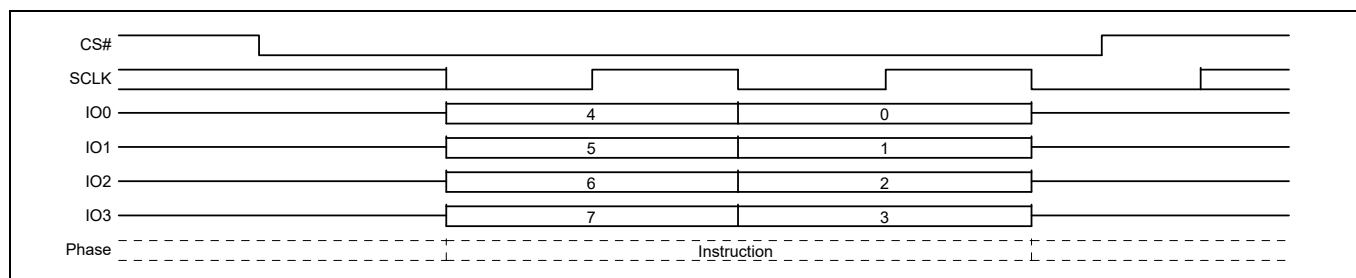 CS#
SCLK
IO0 4 0
IO1 5 1
IO2 6 2
IO3 7 3
Phase Instruction